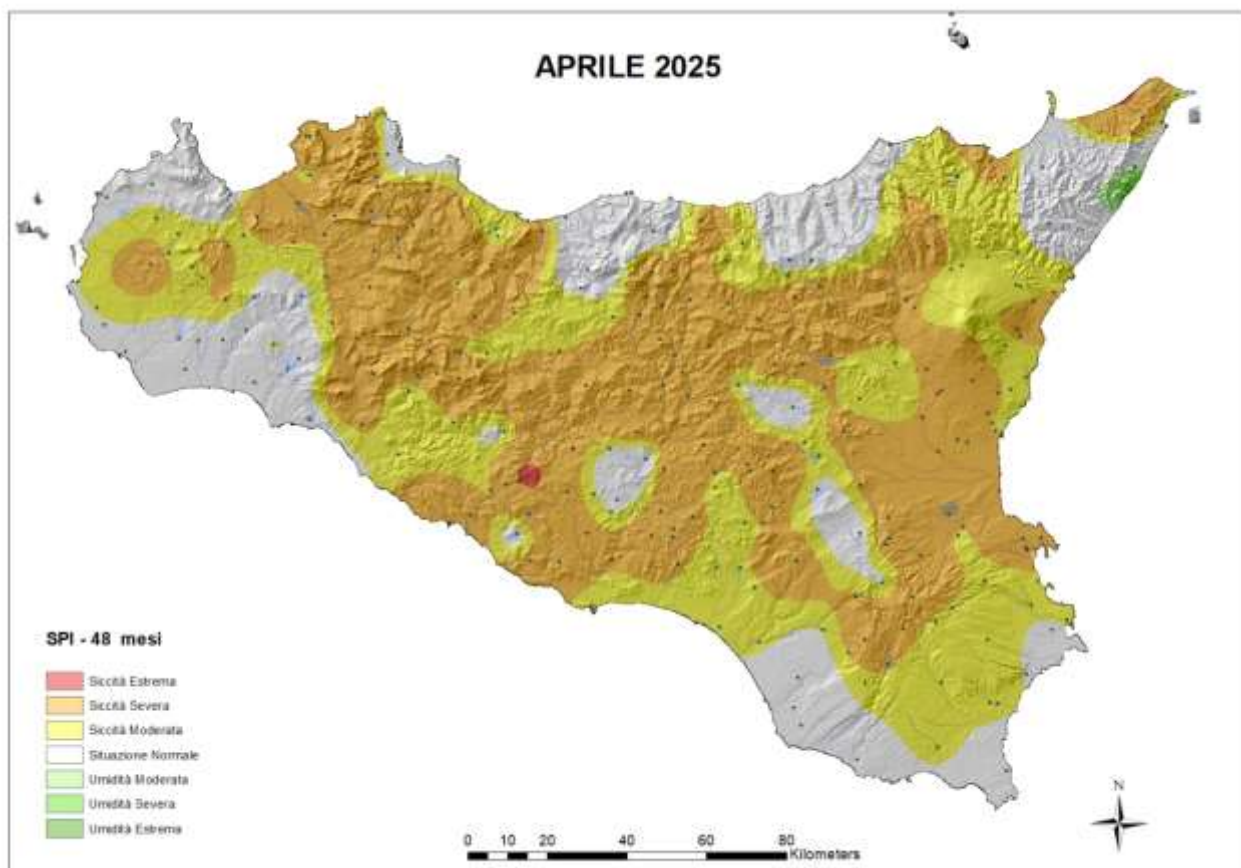 APRILE 2025
SPI - 48 mesi
Siccità Estrema
Siccità Severa
Siccità Moderata
Situazione Normale
Umidità Moderata
Umidità Severa
Umidità Estrema
N
0 10 20 40 60 80
Kilometers